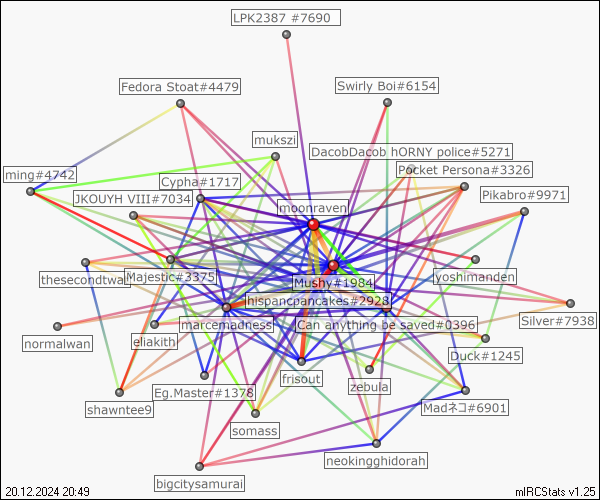 LPK2387 #7690
Fedora Stoat#4479
Swirly Boi#6154
mukszi
DacobDacob hORNY police#5271
ming#4742
Pocket Persona#3326
Cypha#1717
JKOUYH VIII#7034
Pikabro#9971
moonraven
thesecondtwa
Majestic#3375
yoshimanden
Mushy#1984
hispancpancakes#2928
Silver#7938
marcemadness
Can anything be saved#0396
normalwan
eliakith
Duck#1245
frisout
zebula
Eg.Master#1378
shawntee9
Madネコ#6901
somass
neokingghidorah
bigcitysamurai
20.12.2024 20:49
mIRCStats v1.25